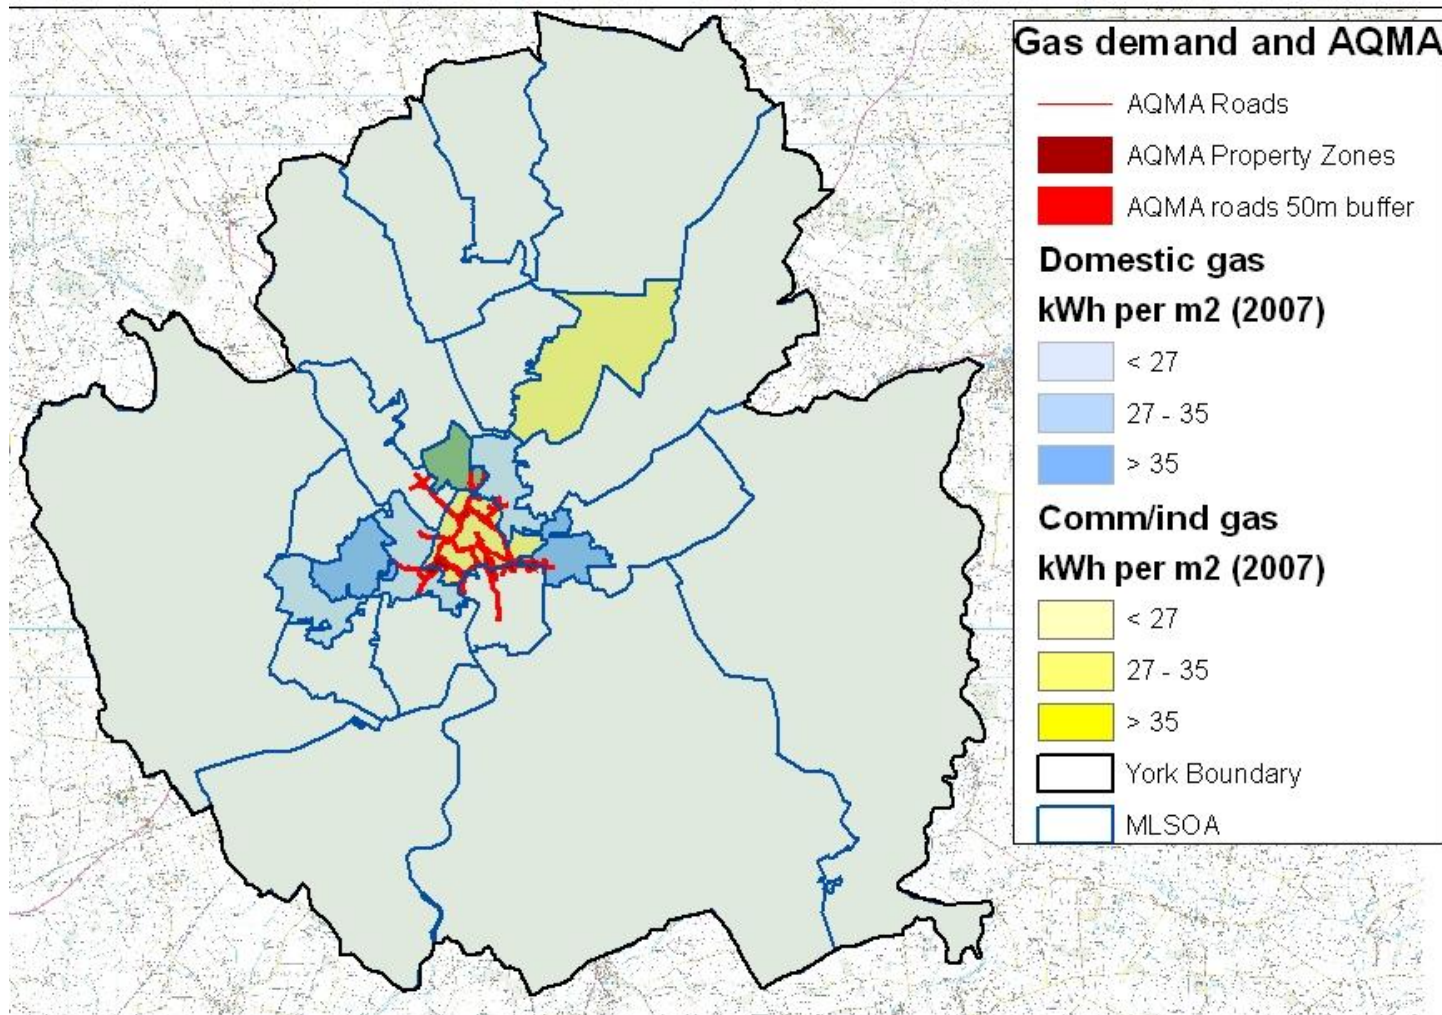 Gas demand and AQMA
AQMA Roads
AQMA Property Zones
AQMA roads 50m buffer
Domestic gas
kWh per m2 (2007)
< 27
27 - 35
> 35
Comm/ind gas
kWh per m2 (2007)
< 27
27 - 35
> 35
York Boundary
MLSOA